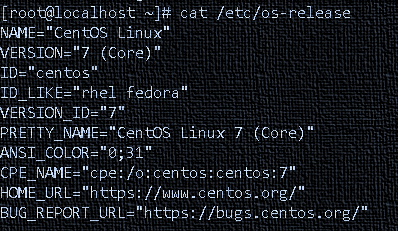 [root@localhost ~]# cat /etc/os-release
NAME="CentOS Linux"
VERSION="7 (Core)"
ID="centos"
ID_LIKE="rhel fedora"
VERSION_ID="7"
PRETTY_NAME="CentOS Linux 7 (Core)"
ANSI_COLOR="0;31"
CPE_NAME="cpe:/o:centos:centos:7"
HOME_URL="https://www.centos.org/"
BUG_REPORT_URL="https://bugs.centos.org/"